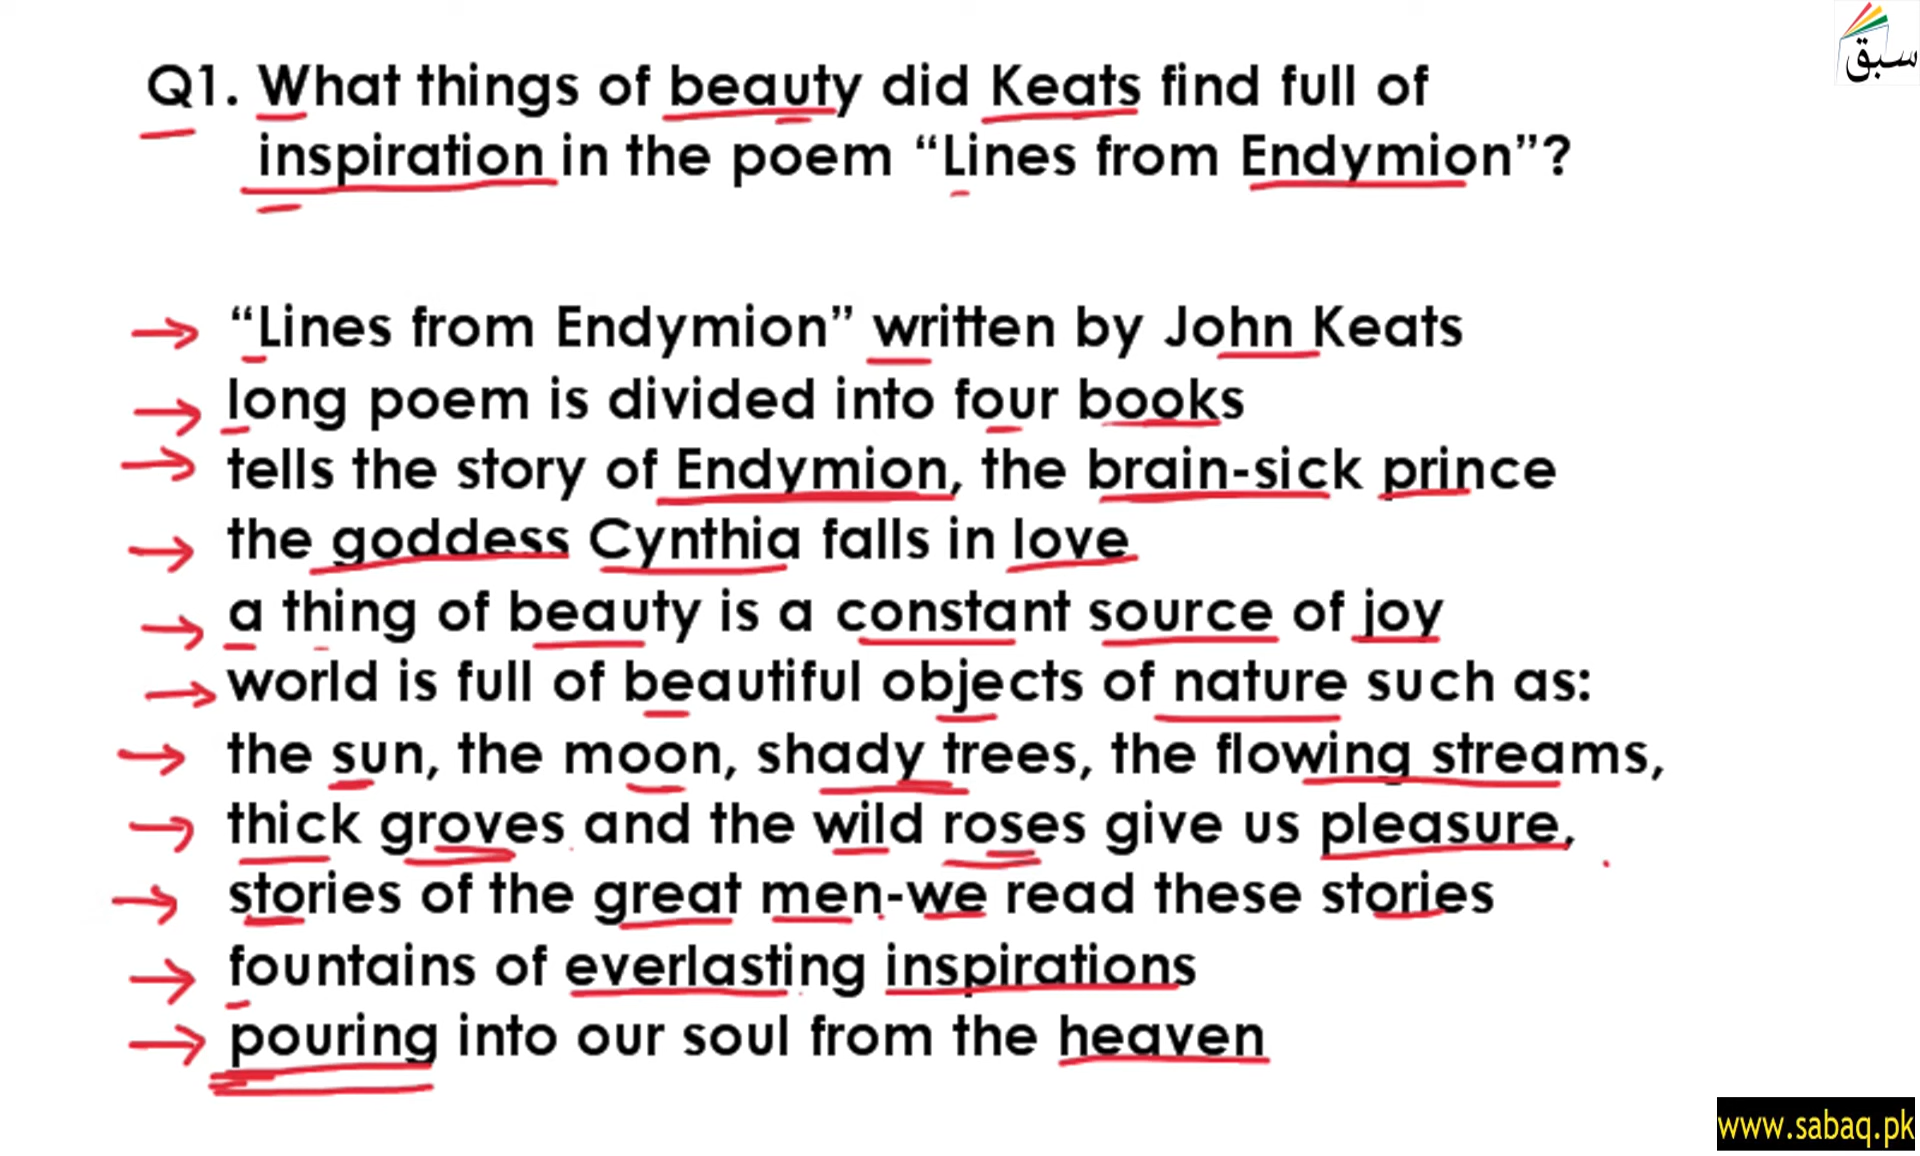 سبق
Q1. What things of beauty did Keats find full of
inspiration in the poem “Lines from Endymion”?
“Lines from Endymion” written by John Keats
long poem is divided into four books
tells the story of Endymion, the brain-sick prince
the goddess Cynthia falls in love
a thing of beauty is a constant source of joy
world is full of beautiful objects of nature such as:
the sun, the moon, shady trees, the flowing streams,
thick groves and the wild roses give us pleasure,
stories of the great men-we read these stories
fountains of everlasting inspirations
pouring into our soul from the heaven
www.sabaq.pk